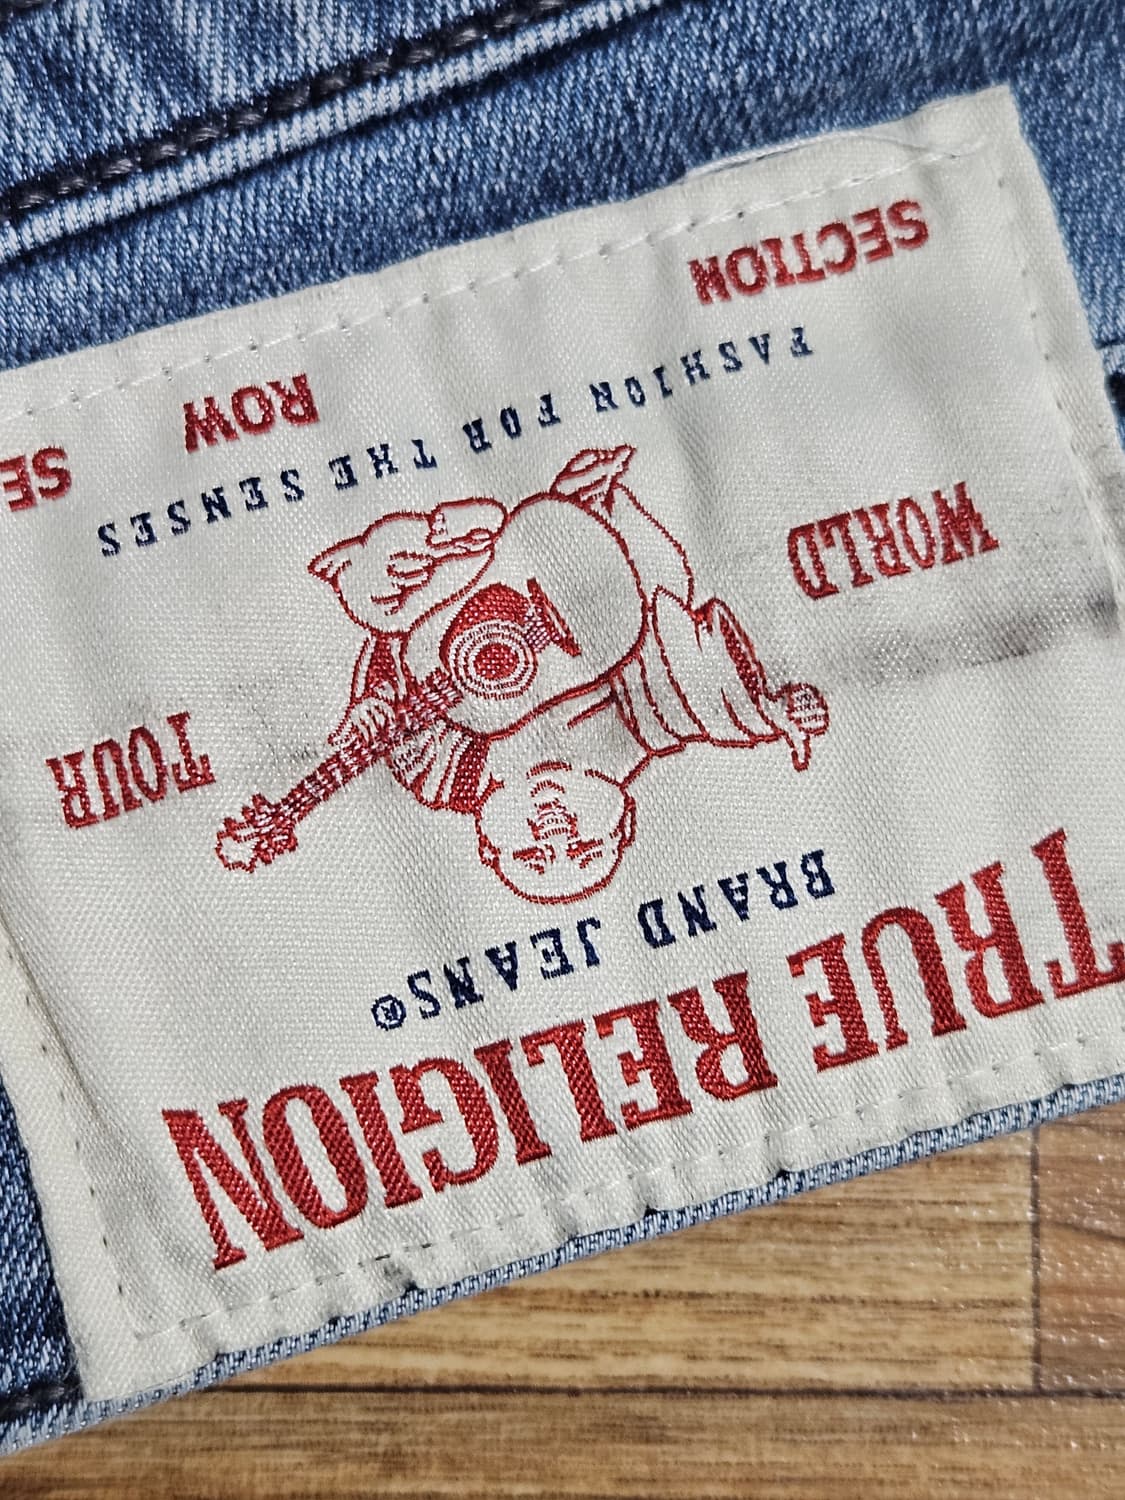 TRUE RELIGION
BRAND JEANS®
WORLD TOUR
FASHION FOR THE SENSES
SECTION ROW SE